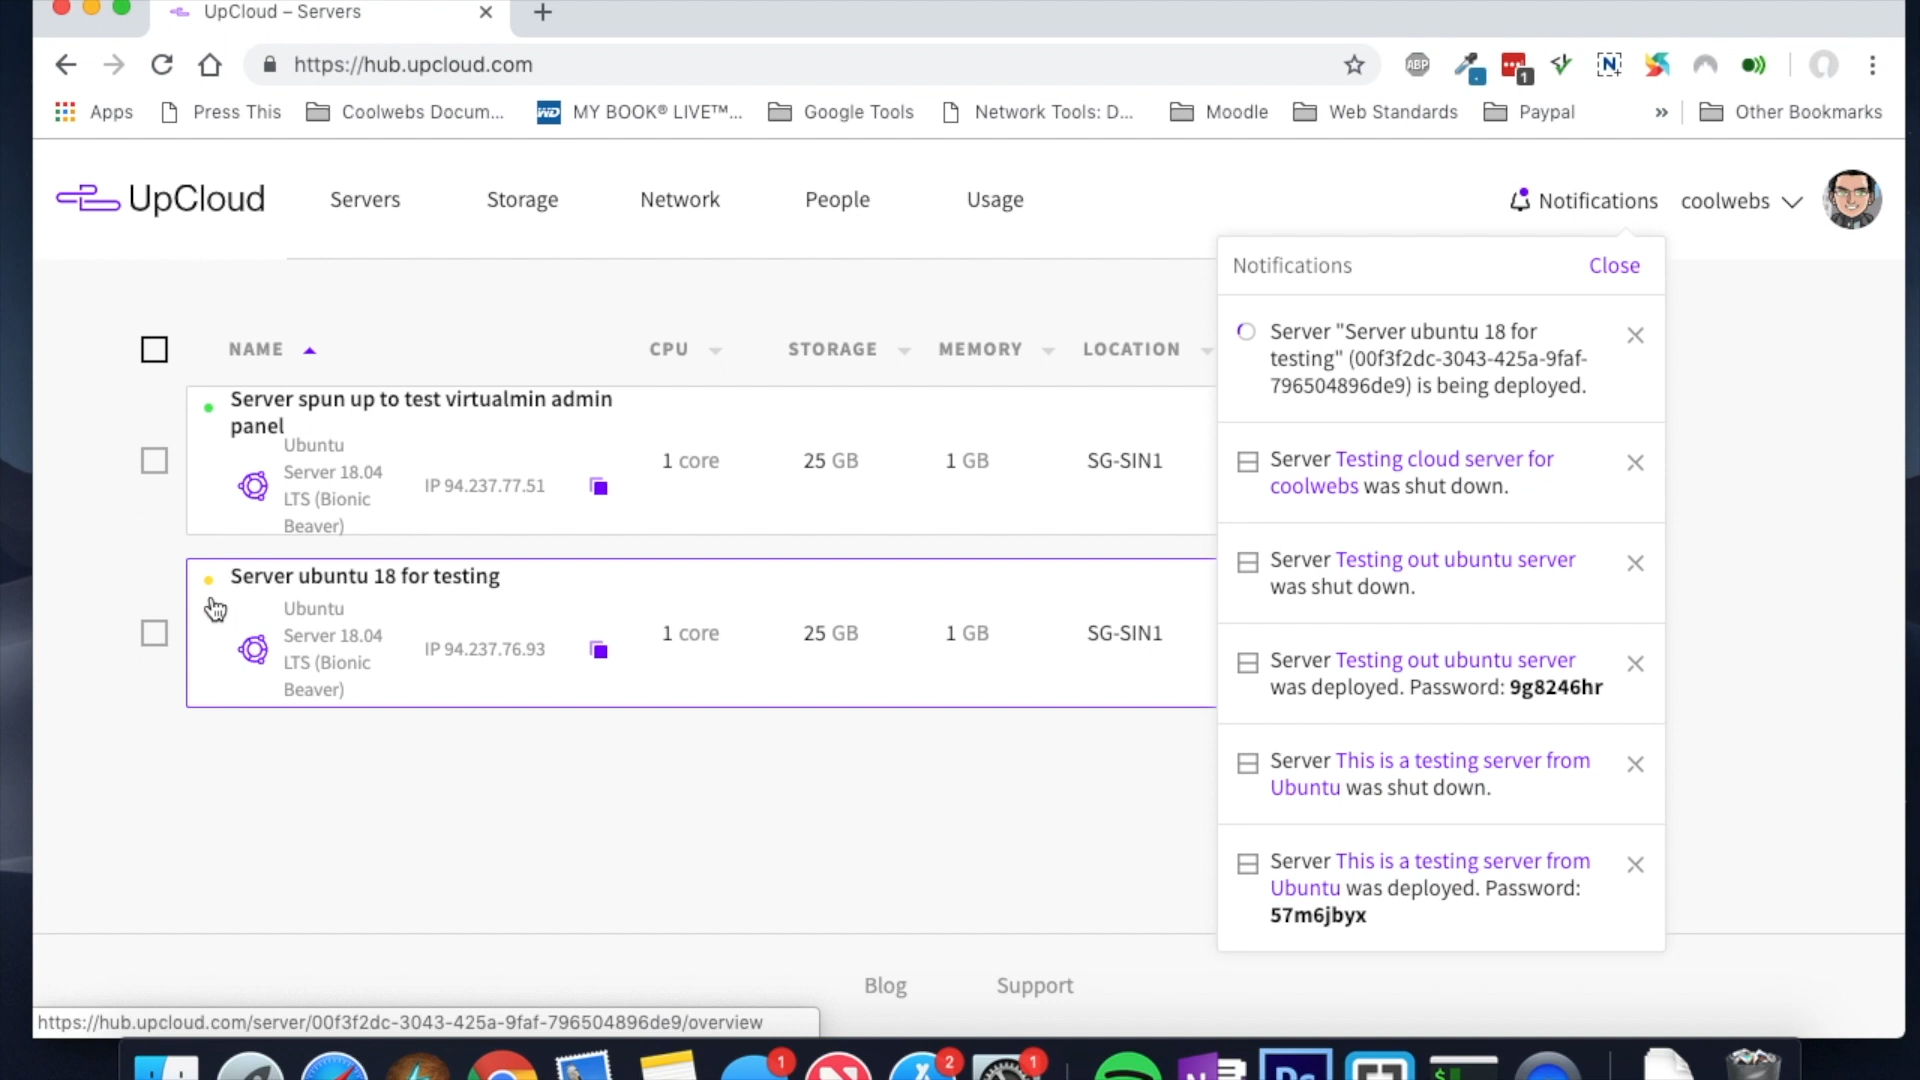 UpCloud – Servers
https://hub.upcloud.com
ABP
1
N
Apps
Press This
Coolwebs Docum...
WD
MY BOOK® LIVE™...
Google Tools
Network Tools: D...
Moodle
Web Standards
Paypal
»
Other Bookmarks
UpCloud
Servers
Storage
Network
People
Usage
Notifications
coolwebs
Notifications
Close
NAME
CPU
STORAGE
MEMORY
LOCATION
Server spun up to test virtualmin admin
panel
Ubuntu
Server 18.04
LTS (Bionic
Beaver)
IP 94.237.77.51
1 core
25 GB
1 GB
SG-SIN1
Server ubuntu 18 for testing
Ubuntu
Server 18.04
LTS (Bionic
Beaver)
IP 94.237.76.93
1 core
25 GB
1 GB
SG-SIN1
Server "Server ubuntu 18 for
testing" (00f3f2dc-3043-425a-9faf-
796504896de9) is being deployed.
Server Testing cloud server for
coolwebs was shut down.
Server Testing out ubuntu server
was shut down.
Server Testing out ubuntu server
was deployed. Password: 9g8246hr
Server This is a testing server from
Ubuntu was shut down.
Server This is a testing server from
Ubuntu was deployed. Password:
57m6jbyx
Blog
Support
https://hub.upcloud.com/server/00f3f2dc-3043-425a-9faf-796504896de9/overview
1
2
1
N
Ps
$